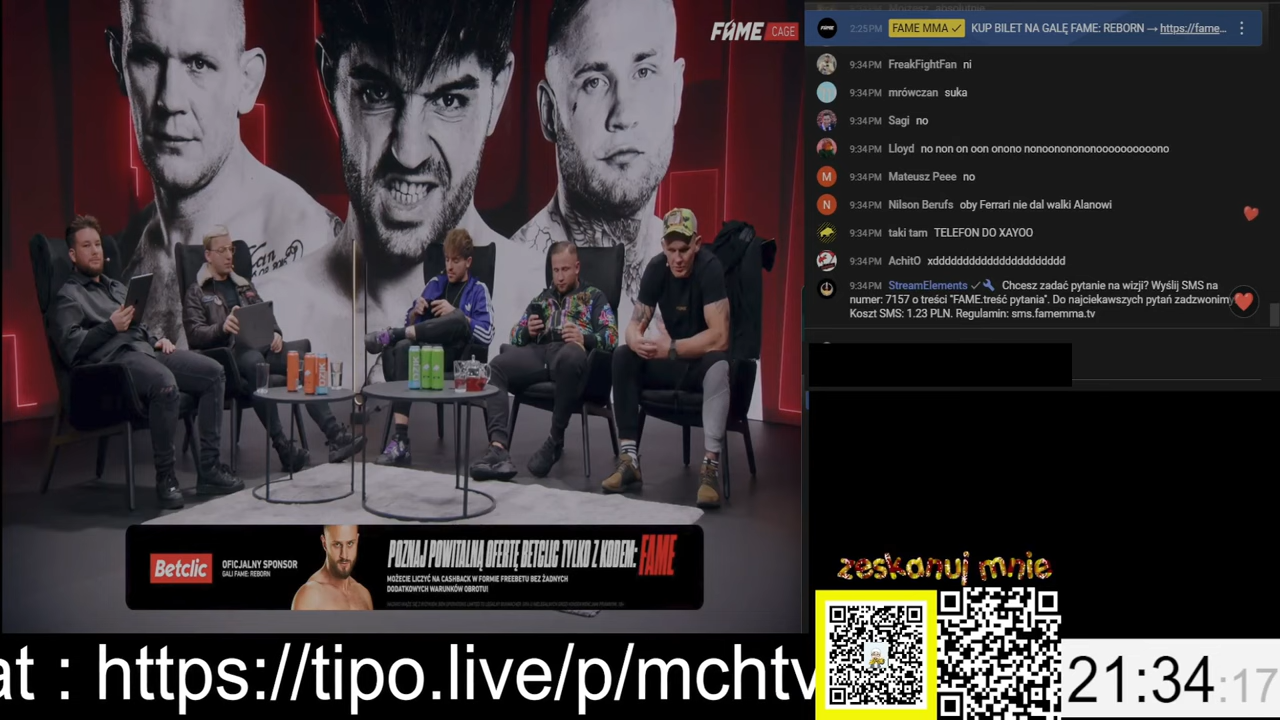 FAME CAGE
2:25PM FAME MMA ✓ KUP BILET NA GALĘ FAME: REBORN → https://fame...
9:34PM FreakFightFan ni
9:34PM mrówczan suka
9:34PM Sagi no
9:34PM Lloyd no non on oon onono nonoonononononooooooooono
M 9:34PM Mateusz Peee no
N 9:34PM Nilson Berufs oby Ferrari nie dal walki Alanowi
9:34PM taki tam TELEFON DO XAYOO
9:34PM AchitO xdddddddddddddddddddddd
9:34PM StreamElements Chcesz zadać pytanie na wizji? Wyślij SMS na
numer: 7157 o treści "FAME.treść pytania". Do najciekawszych pytań zadzwonimy
Koszt SMS: 1.23 PLN. Regulamin: sms.famemma.tv
Betclic
OFICJALNY SPONSOR
GALI FAME: REBORN
POZNAJ POWITALNĄ OFERTĘ BETCLIC TYLKO Z KODEM: FAME
MOŻECIE LICZYĆ NA CASHBACK W FORMIE FREEBETU BEZ ŻADNYCH
DODATKOWYCH WARUNKÓW OBROTU!
zeskanuj mnie
at : https://tipo.live/p/mchtv
21:34:17